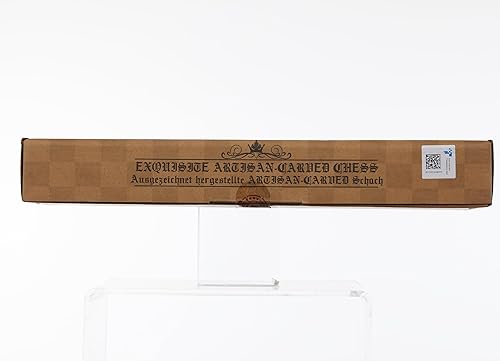 EXQUISITE ARTISAN-CARVED CHESS
Ausgezeichnet hergestellte ARTISAN-CARVED Schach